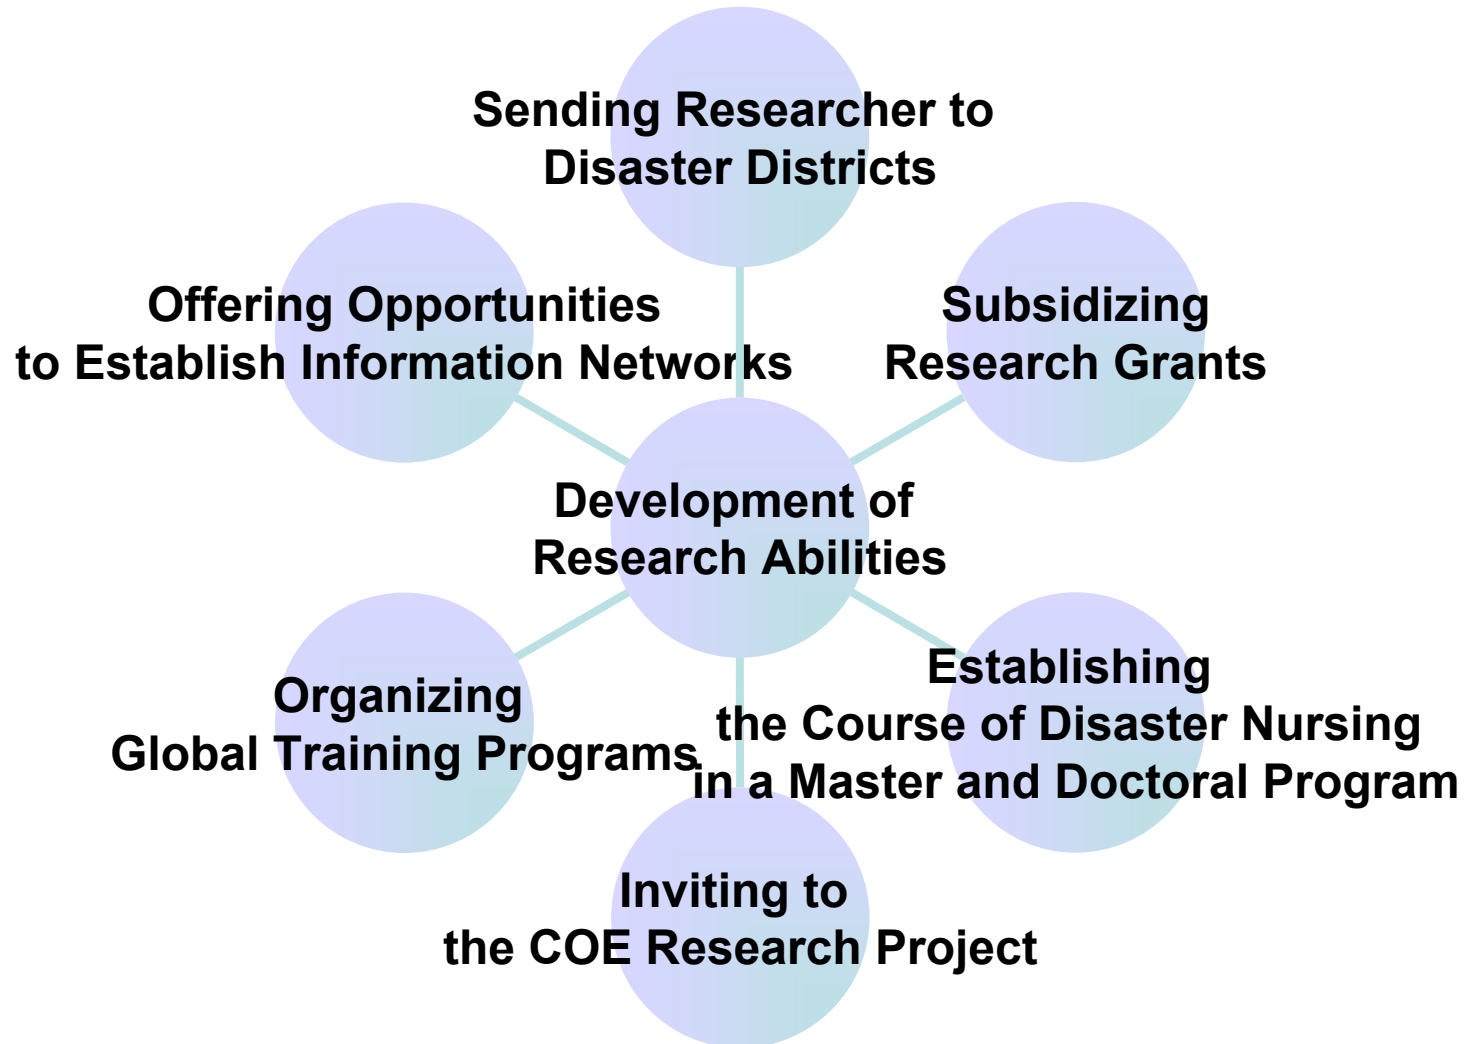 Sending Researcher to
Disaster Districts
Offering Opportunities
to Establish Information Networks
Subsidizing
Research Grants
Development of
Research Abilities
Organizing
Global Training Programs
Establishing
the Course of Disaster Nursing
in a Master and Doctoral Program
Inviting to
the COE Research Project